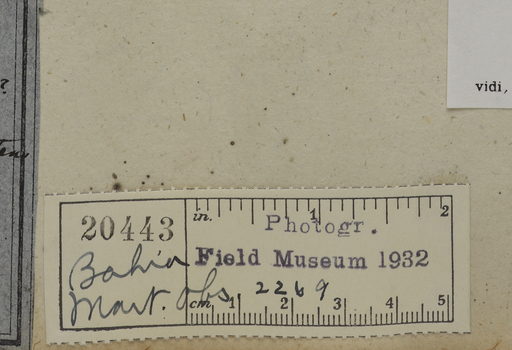 ?
vidi,
in. 1 2
20443 Photogr.
Bahia Field Museum 1932
Mart. Obs. 2269
cm. 1 2 3 4 5